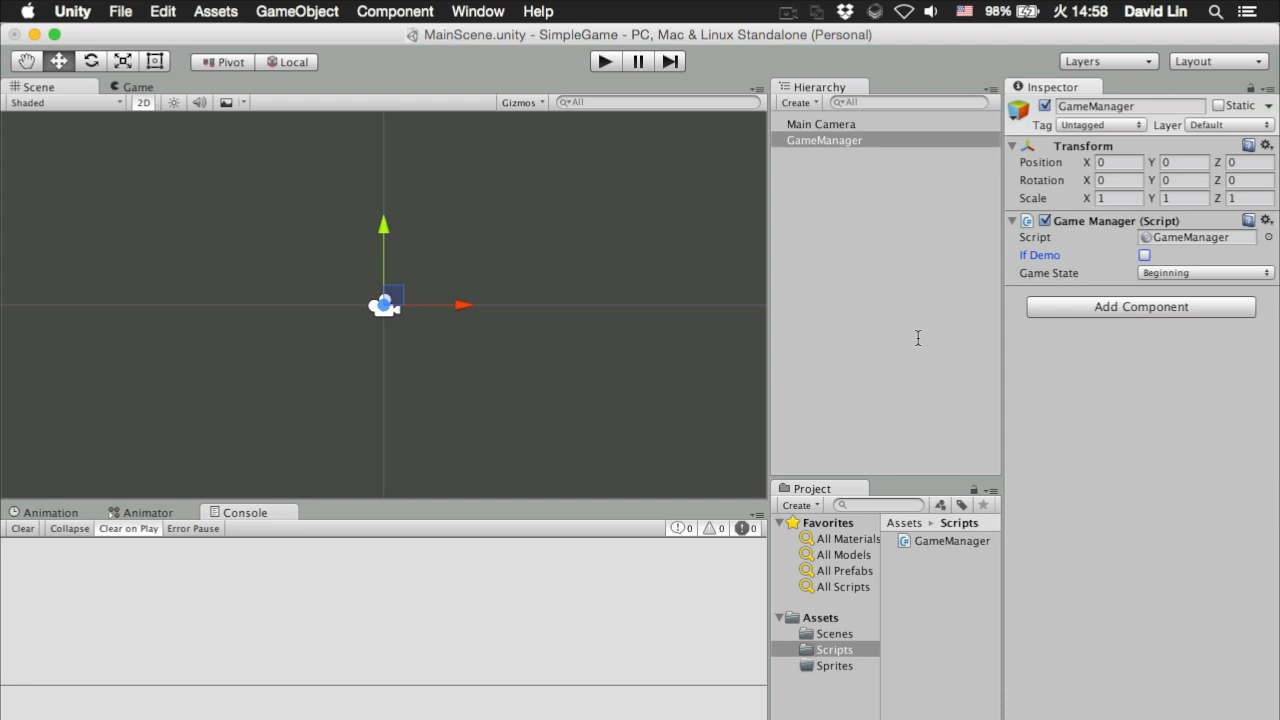 Unity File Edit Assets GameObject Component Window Help 98% 火 14:58 David Lin
MainScene.unity - SimpleGame - PC, Mac & Linux Standalone (Personal)
Pivot Local Layers Layout
Scene Game
Shaded 2D Gizmos All
Hierarchy
Create All
Main Camera
GameManager
Inspector
GameManager Static
Tag Untagged Layer Default
Transform
Position X 0 Y 0 Z 0
Rotation X 0 Y 0 Z 0
Scale X 1 Y 1 Z 1
Game Manager (Script)
Script GameManager
If Demo
Game State Beginning
Add Component
Animation Animator Console
Clear Collapse Clear on Play Error Pause 0 0 0
Project
Create
Favorites
All Materials
All Models
All Prefabs
All Scripts
Assets
Scenes
Scripts
Sprites
Assets Scripts
GameManager